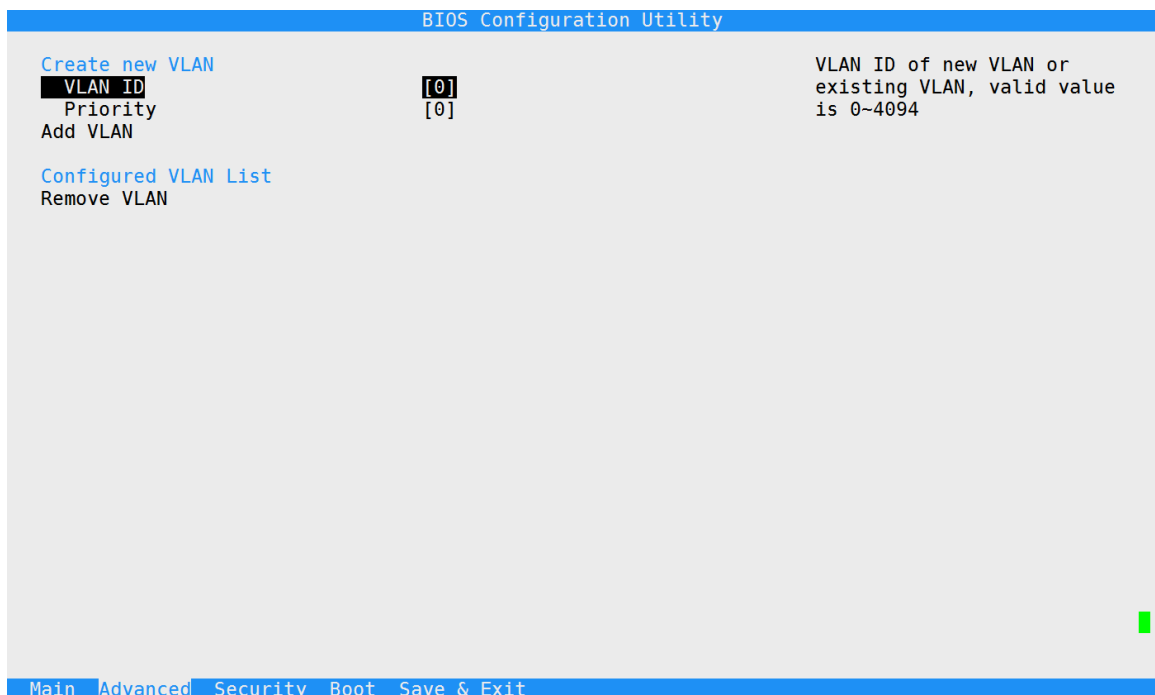 BIOS Configuration Utility
Create new VLAN
VLAN ID [0]
Priority [0]
Add VLAN
Configured VLAN List
Remove VLAN
VLAN ID of new VLAN or
existing VLAN, valid value
is 0~4094
Main Advanced Security Boot Save & Exit